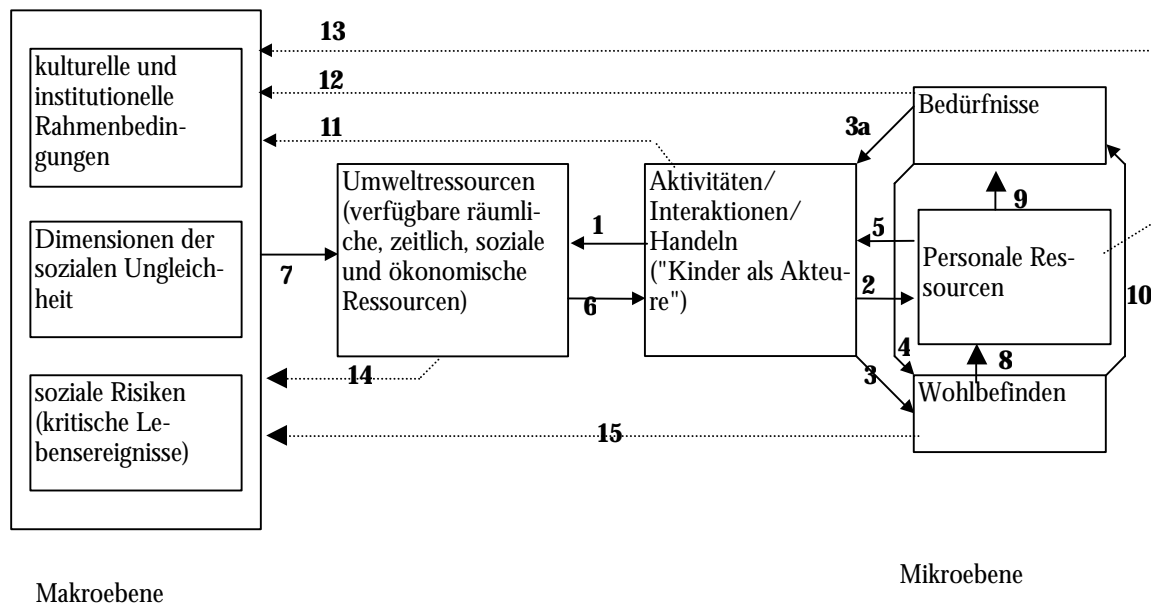 13
kulturelle und
institutionelle
Rahmenbedin-
gungen
12
Bedürfnisse
11
3a
Umweltressourcen
(verfügbare räumli-
che, zeitlich, soziale
und ökonomische
Ressourcen)
Aktivitäten/
Interaktionen/
Handeln
("Kinder als Akteu-
re")
9
Dimensionen der
sozialen Ungleich-
heit
7
1
6
5
2
Personale Res-
sourcen
10
4
8
3
14
soziale Risiken
(kritische Le-
bensereignisse)
Wohlbefinden
15
Makroebene
Mikroebene